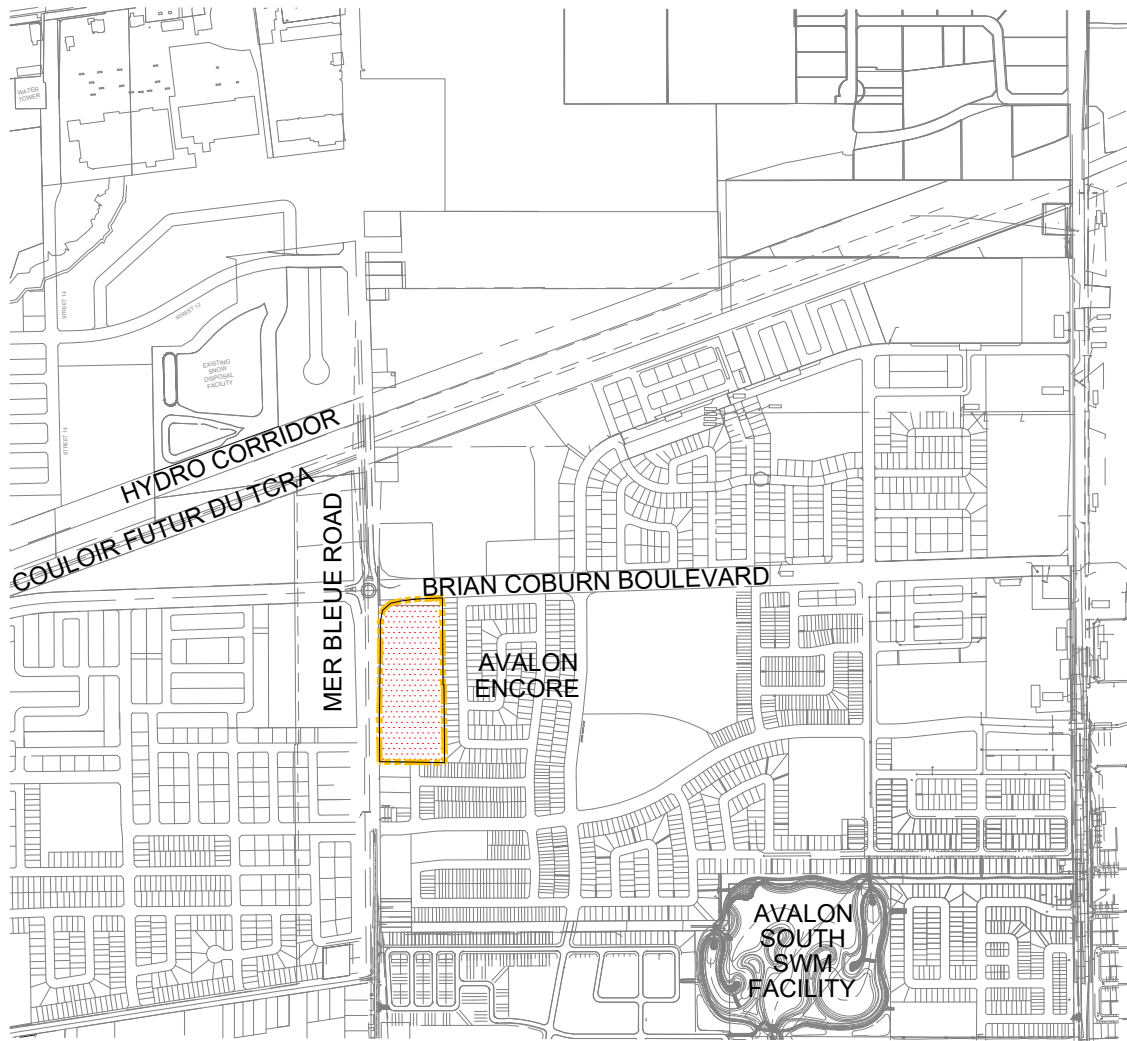 WATER
TOWER
STREET 14
STREET 12
EXISTING
SNOW
DISPOSAL
FACILITY
STREET 14
HYDRO CORRIDOR
COULOIR FUTUR DU TCRA
MER BLEUE ROAD
BRIAN COBURN BOULEVARD
AVALON
ENCORE
AVALON
SOUTH
SWM
FACILITY